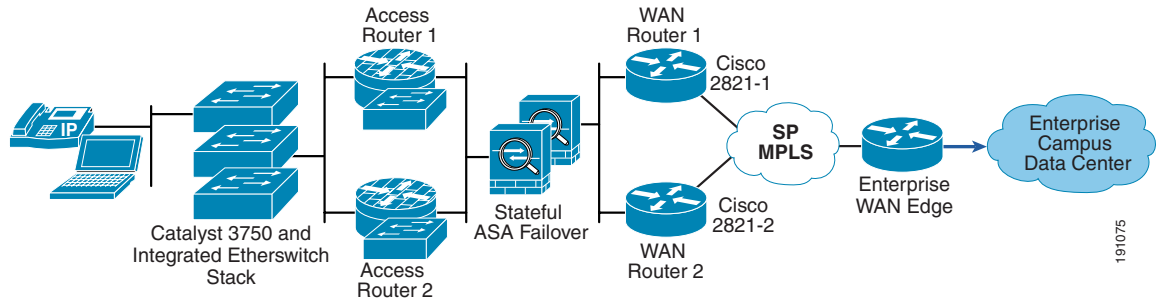 Access
Router 1
WAN
Router 1
Cisco
2821-1
IP
SP
MPLS
Enterprise
Campus
Data Center
Enterprise
WAN Edge
Stateful
ASA Failover
Cisco
2821-2
Catalyst 3750 and
Integrated Etherswitch
Stack
Access
Router 2
WAN
Router 2
191075